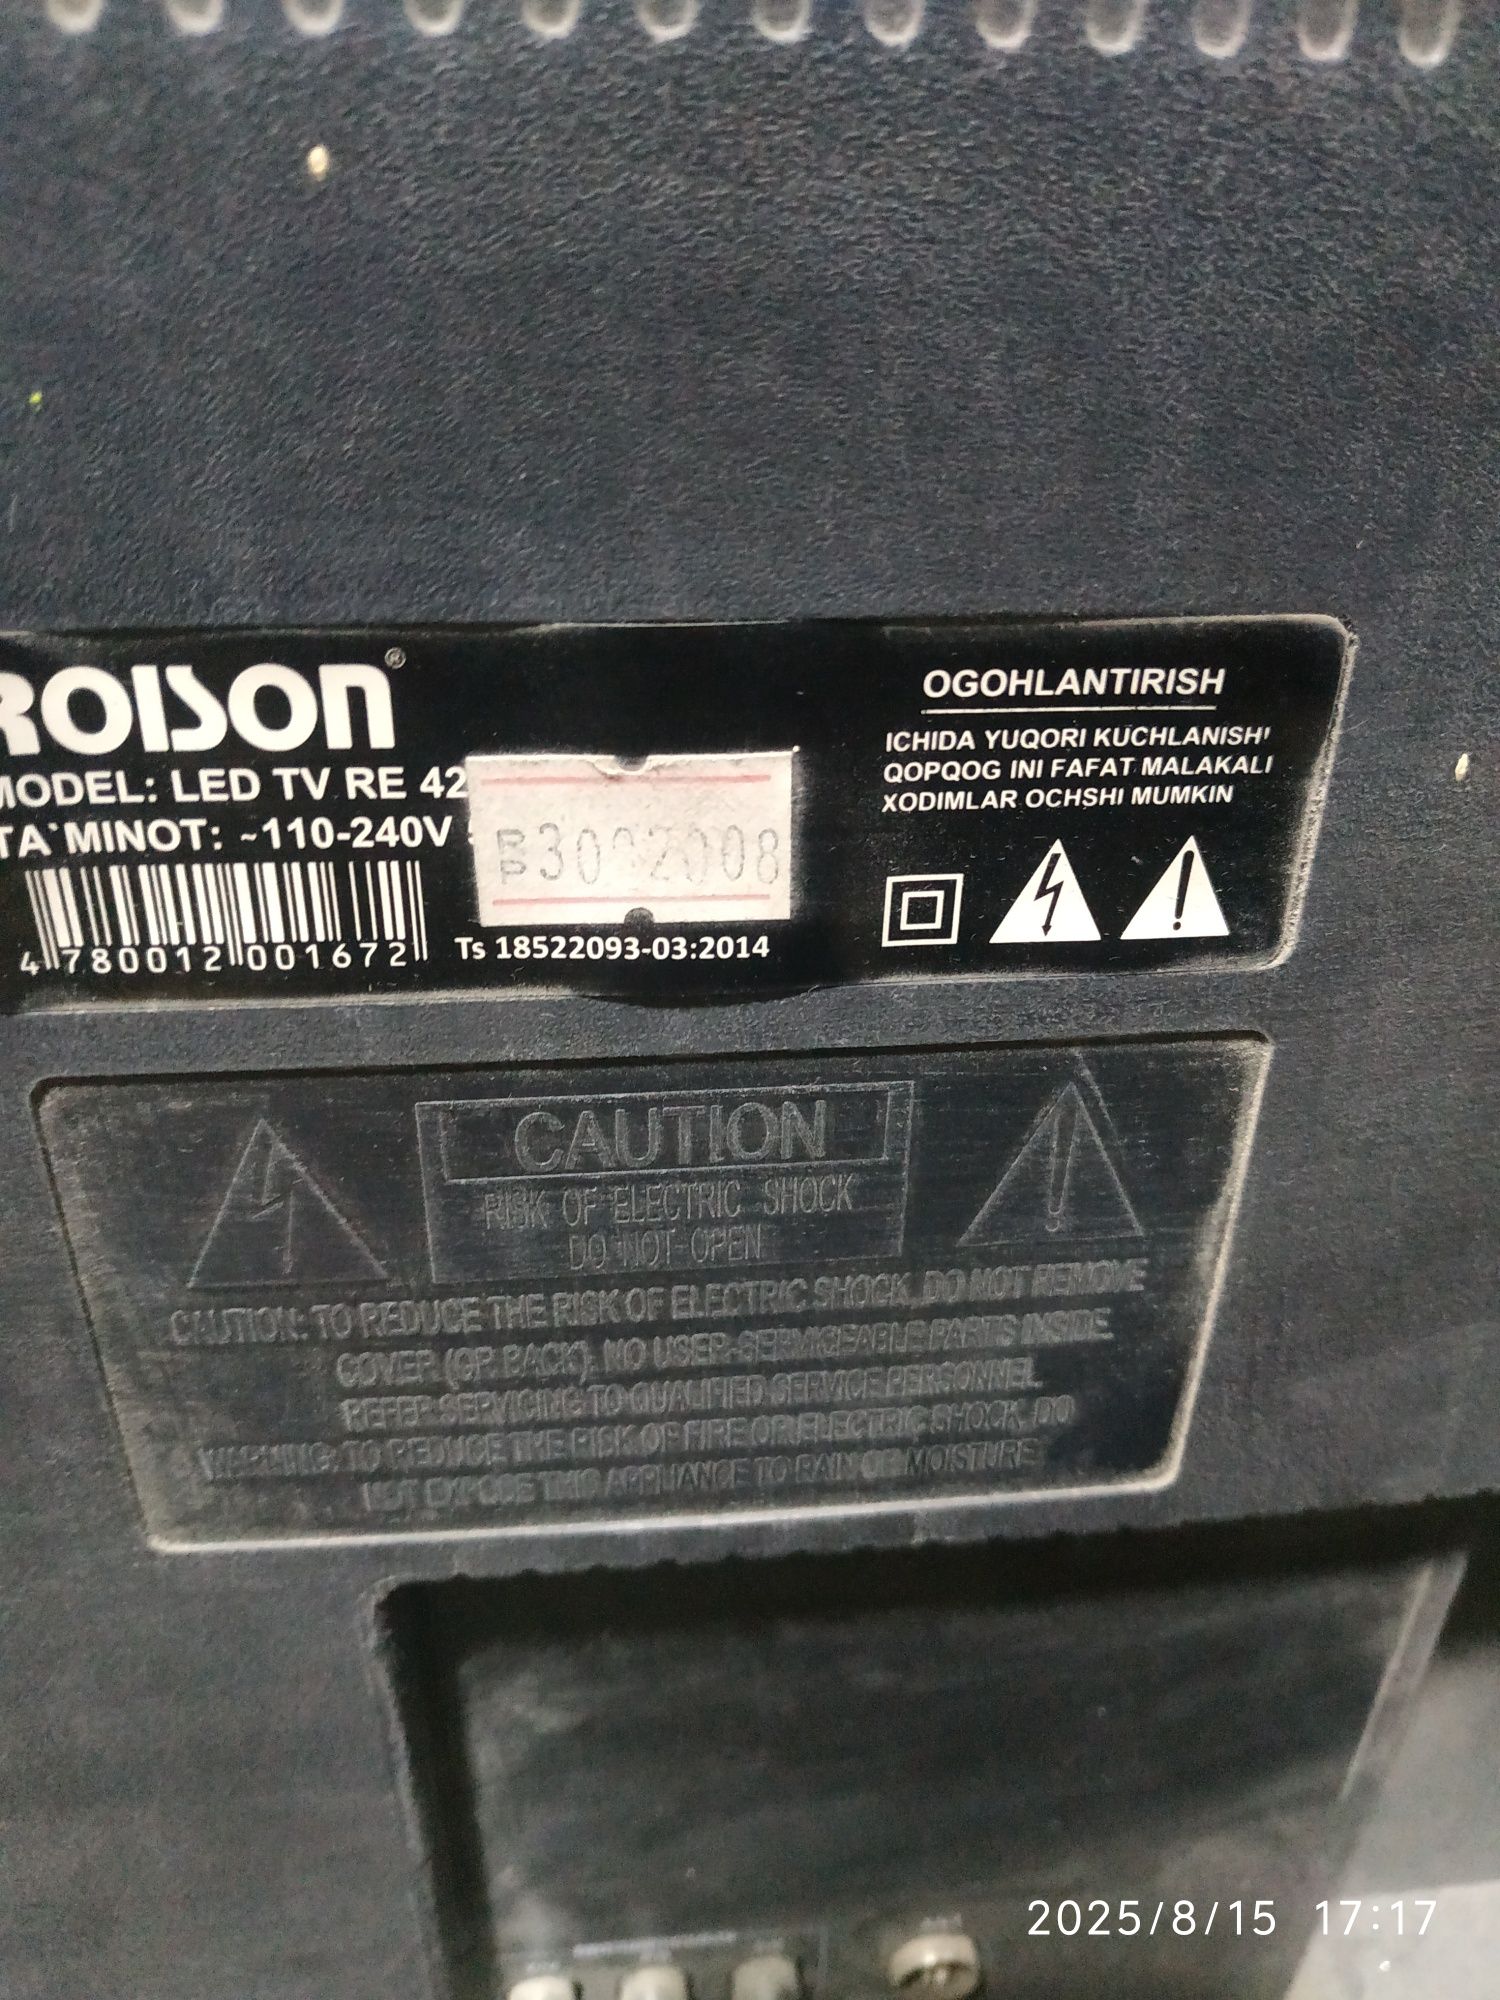 ROISON®
MODEL: LED TV RE 42
TA`MINOT: ~110-240V
4 780012 001672
Ts 18522093-03:2014
OGOHLANTIRISH
ICHIDA YUQORI KUCHLANISH!
QOPQOG INI FAFAT MALAKALI
XODIMLAR OCHSHI MUMKIN
CAUTION
RISK OF ELECTRIC SHOCK
DO NOT OPEN
CAUTION: TO REDUCE THE RISK OF ELECTRIC SHOCK. DO NOT REMOVE
COVER (OR BACK). NO USER-SERVICEABLE PARTS INSIDE
REFER SERVICING TO QUALIFIED SERVICE PERSONNEL
WARNING: TO REDUCE THE RISK OF FIRE OR ELECTRIC SHOCK. DO
NOT EXPOSE THIS APPLIANCE TO RAIN OR MOISTURE
2025/8/15 17:17